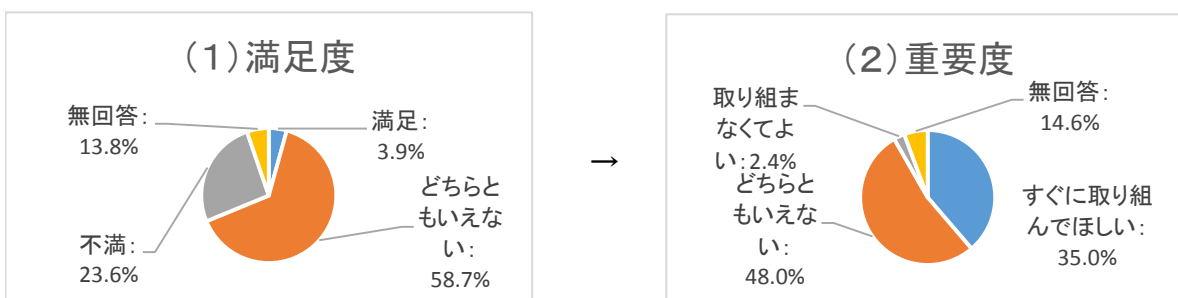 (1)満足度
無回答:
13.8%
満足:
3.9%
どちらと
もいえな
い:
58.7%
不満:
23.6%
→
(2)重要度
取り組ま
なくてよ
い:2.4%
無回答:
14.6%
どちらと
もいえな
い:
48.0%
すぐに取り組
んでほしい:
35.0%